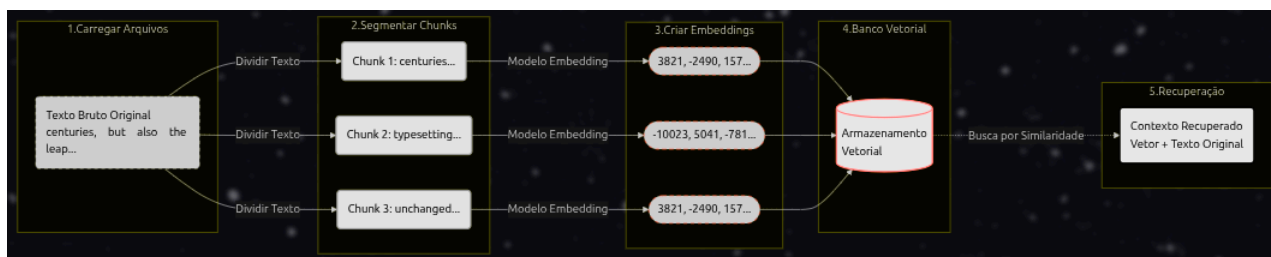 1.Carregar Arquivos
Texto Bruto Original
centuries, but also the
leap...
Dividir Texto
Dividir Texto
Dividir Texto
2.Segmentar Chunks
Chunk 1: centuries...
Chunk 2: typesetting...
Chunk 3: unchanged...
Modelo Embedding
Modelo Embedding
Modelo Embedding
3.Criar Embeddings
3821, -2490, 157...
-10023, 5041, -781...
3821, -2490, 157...
4.Banco Vetorial
Armazenamento
Vetorial
Busca por Similaridade
5.Recuperação
Contexto Recuperado
Vetor + Texto Original